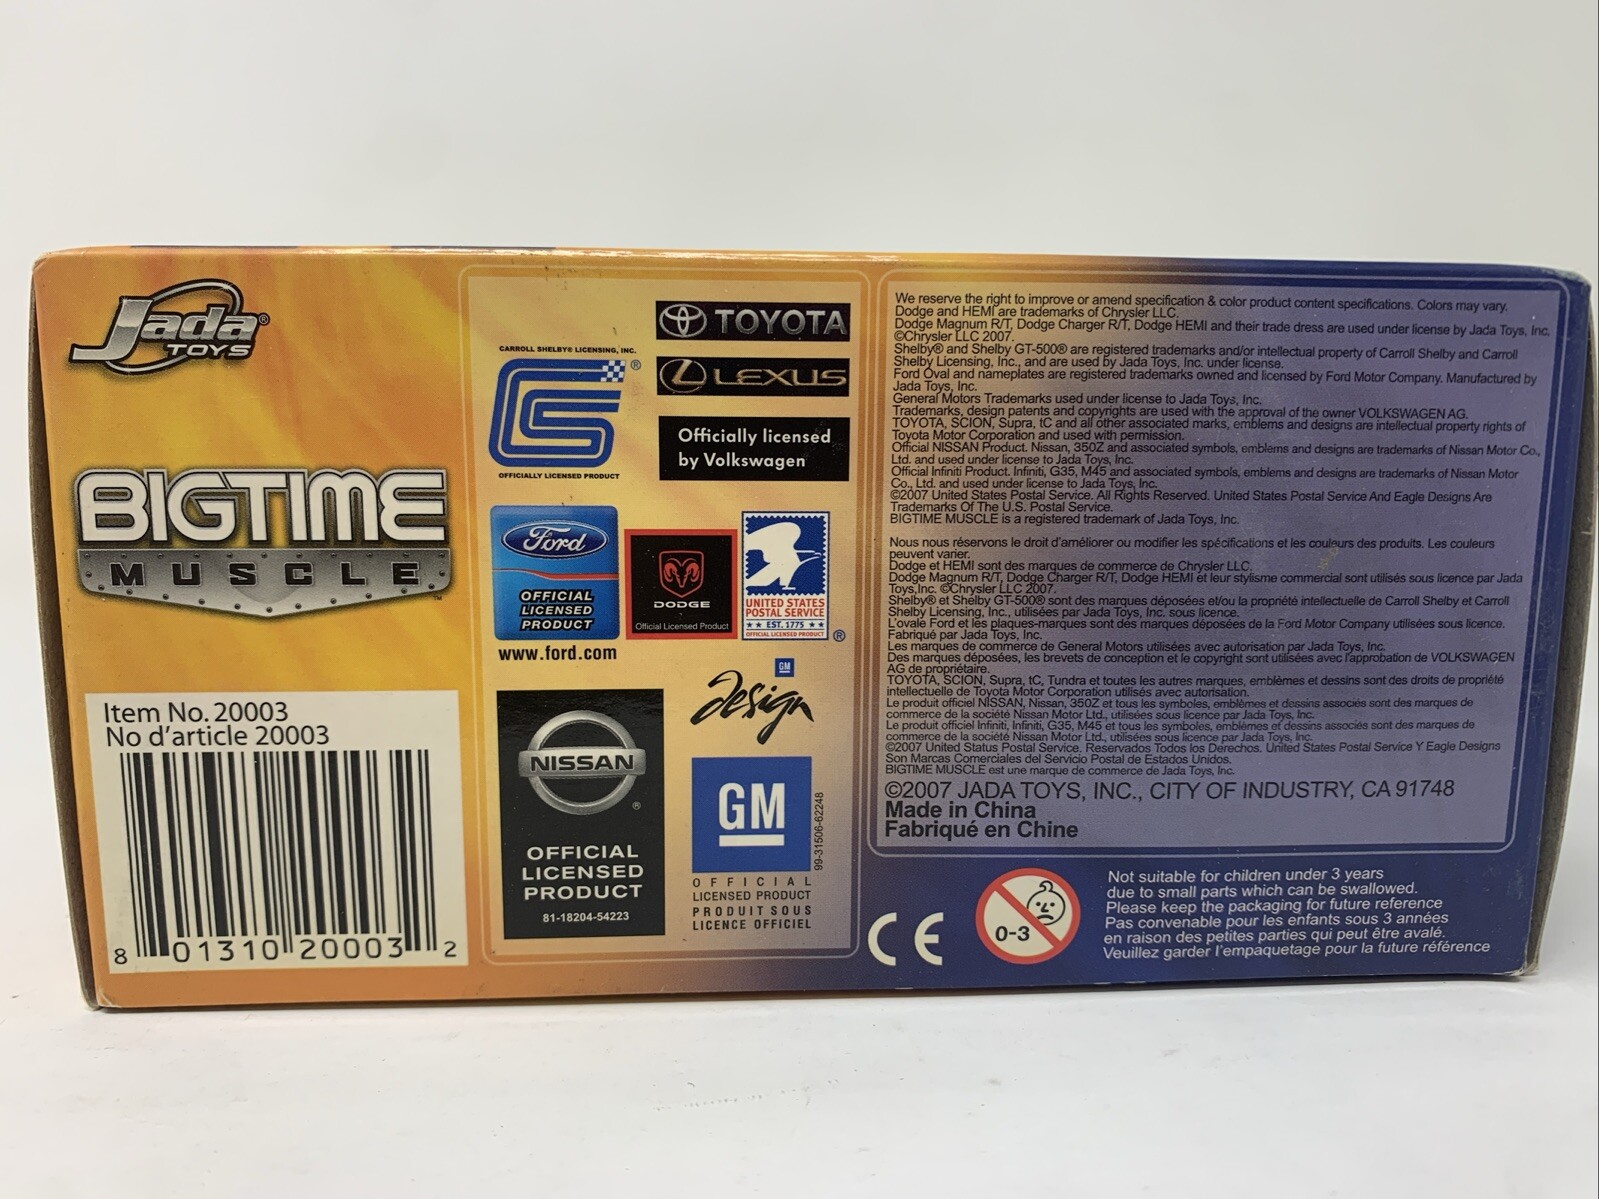 Jada®
TOYS
BIGTIME
MUSCLE™
Item No. 20003
No d'article 20003
8 01310 20003 2
CARROLL SHELBY® LICENSING, INC.
CS®
OFFICIALLY LICENSED PRODUCT
TOYOTA
LEXUS
Officially licensed
by Volkswagen
Ford
OFFICIAL
LICENSED
PRODUCT
www.ford.com
DODGE
Official Licensed Product
UNITED STATES
POSTAL SERVICE
★★ EST. 1775 ★★
OFFICIAL LICENSED PRODUCT ®
NISSAN
®
OFFICIAL
LICENSED
PRODUCT
81-18204-54223
GM
design
GM
99-31506-62248
OFFICIAL
LICENSED PRODUCT
PRODUIT SOUS
LICENCE OFFICIEL
We reserve the right to improve or amend specification & color product content specifications. Colors may vary.
Dodge and HEMI are trademarks of Chrysler LLC.
Dodge Magnum R/T, Dodge Charger R/T, Dodge HEMI and their trade dress are used under license by Jada Toys, Inc.
©Chrysler LLC 2007.
Shelby® and Shelby GT-500® are registered trademarks and/or intellectual property of Carroll Shelby and Carroll
Shelby Licensing, Inc., and are used by Jada Toys, Inc. under license.
Ford Oval and nameplates are registered trademarks owned and licensed by Ford Motor Company. Manufactured by
Jada Toys, Inc.
General Motors Trademarks used under license to Jada Toys, Inc.
Trademarks, design patents and copyrights are used with the approval of the owner VOLKSWAGEN AG.
TOYOTA, SCION, Supra, tC and all other associated marks, emblems and designs are intellectual property rights of
Toyota Motor Corporation and used with permission.
Official NISSAN Product. Nissan, 350Z and associated symbols, emblems and designs are trademarks of Nissan Motor Co.,
Ltd. and used under license to Jada Toys, Inc.
Official Infiniti Product. Infiniti, G35, M45 and associated symbols, emblems and designs are trademarks of Nissan Motor
Co., Ltd. and used under license to Jada Toys, Inc.
©2007 United States Postal Service. All Rights Reserved. United States Postal Service And Eagle Designs Are
Trademarks Of The U.S. Postal Service.
BIGTIME MUSCLE is a registered trademark of Jada Toys, Inc.
Nous nous réservons le droit d'améliorer ou modifier les spécifications et les couleurs des produits. Les couleurs
peuvent varier.
Dodge et HEMI sont des marques de commerce de Chrysler LLC.
Dodge Magnum R/T, Dodge Charger R/T, Dodge HEMI et leur stylisme commercial sont utilisés sous licence par Jada
Toys,Inc. ©Chrysler LLC 2007.
Shelby® et Shelby GT-500® sont des marques déposées et/ou la propriété intellectuelle de Carroll Shelby et Carroll
Shelby Licensing, Inc., utilisées par Jada Toys, Inc. sous licence.
L'ovale Ford et les plaques-marques sont des marques déposées de la Ford Motor Company utilisées sous licence.
Fabriqué par Jada Toys, Inc.
Les marques de commerce de General Motors utilisées avec autorisation par Jada Toys, Inc.
Des marques déposées, les brevets de conception et le copyright sont utilisées avec l'approbation de VOLKSWAGEN
AG de propriétaire.
TOYOTA, SCION, Supra, tC, Tundra et toutes les autres marques, emblèmes et dessins sont des droits de propriété
intellectuelle de Toyota Motor Corporation utilisés avec autorisation.
Le produit officiel NISSAN, Nissan, 350Z et tous les symboles, emblèmes et dessins associés sont des marques de
commerce de la société Nissan Motor Ltd., utilisées sous licence par Jada Toys, Inc.
Le produit officiel Infiniti, Infiniti, G35, M45 et tous les symboles, emblèmes et dessins associés sont des marques de
commerce de la société Nissan Motor Ltd., utilisées sous licence par Jada Toys, Inc.
©2007 United Status Postal Service. Reservados Todos los Derechos. United States Postal Service Y Eagle Designs
Son Marcas Comerciales del Servicio Postal de Estados Unidos.
BIGTIME MUSCLE est une marque de commerce de Jada Toys, Inc.
©2007 JADA TOYS, INC., CITY OF INDUSTRY, CA 91748
Made in China
Fabriqué en Chine
CE
0-3
Not suitable for children under 3 years
due to small parts which can be swallowed.
Please keep the packaging for future reference
Pas convenable pour les enfants sous 3 années
en raison des petites parties qui peut être avalé.
Veuillez garder l'empaquetage pour la future référence